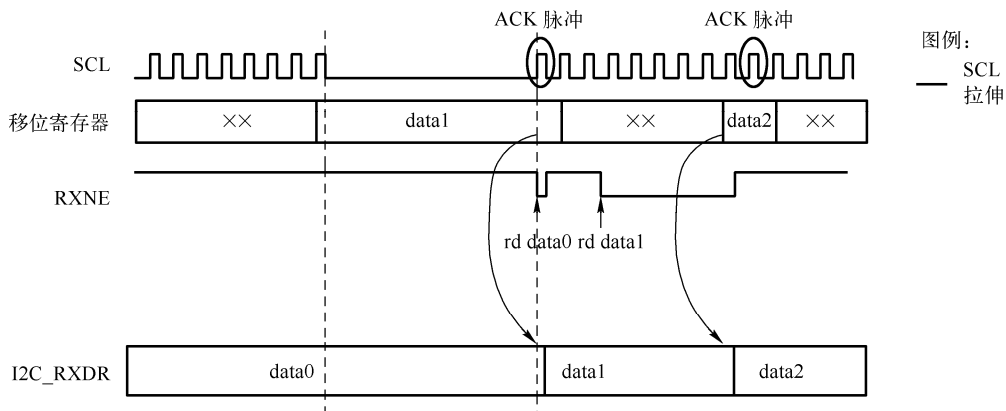 ACK 脉冲
ACK 脉冲
图例：
SCL
SCL
拉伸
移位寄存器
××
data1
××
data2
××
RXNE
rd data0
rd data1
I2C_RXDR
data0
data1
data2